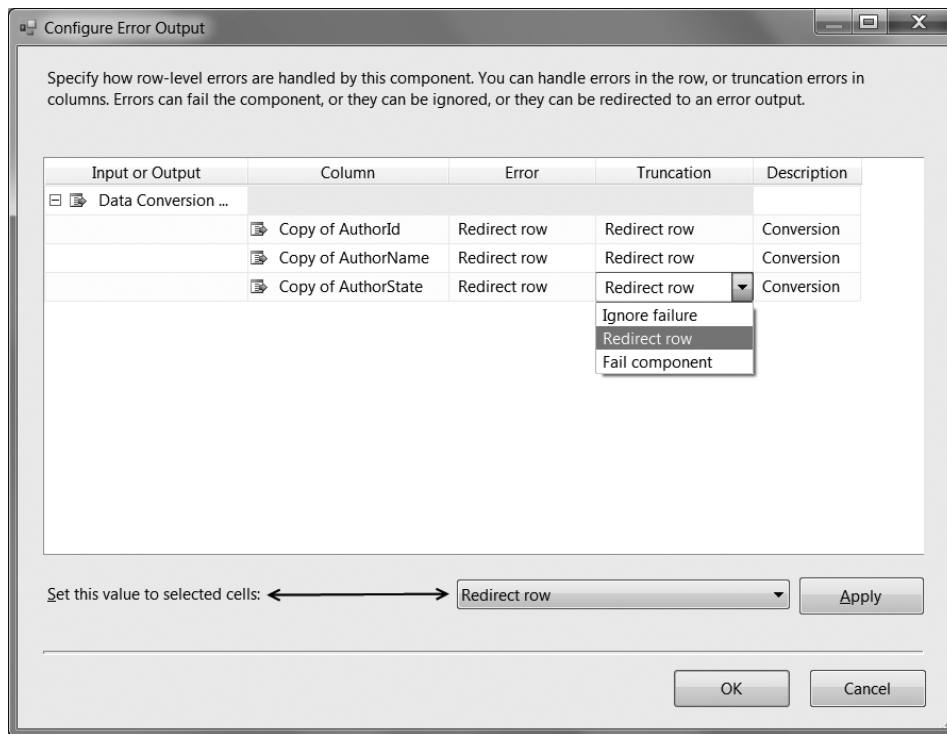 Configure Error Output
Specify how row-level errors are handled by this component. You can handle errors in the row, or truncation errors in
columns. Errors can fail the component, or they can be ignored, or they can be redirected to an error output.
Input or Output Column Error Truncation Description
Data Conversion ...
Copy of AuthorId Redirect row Redirect row Conversion
Copy of AuthorName Redirect row Redirect row Conversion
Copy of AuthorState Redirect row Redirect row Conversion
Ignore failure
Redirect row
Fail component
Set this value to selected cells: Redirect row Apply
OK Cancel